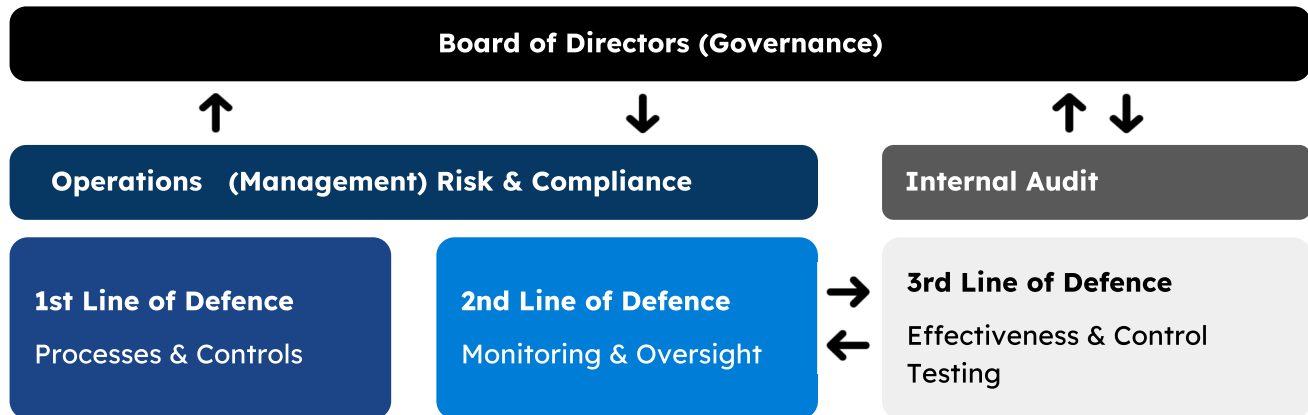 Board of Directors (Governance)
Operations (Management) Risk & Compliance
Internal Audit
1st Line of Defence
Processes & Controls
2nd Line of Defence
Monitoring & Oversight
3rd Line of Defence
Effectiveness & Control
Testing